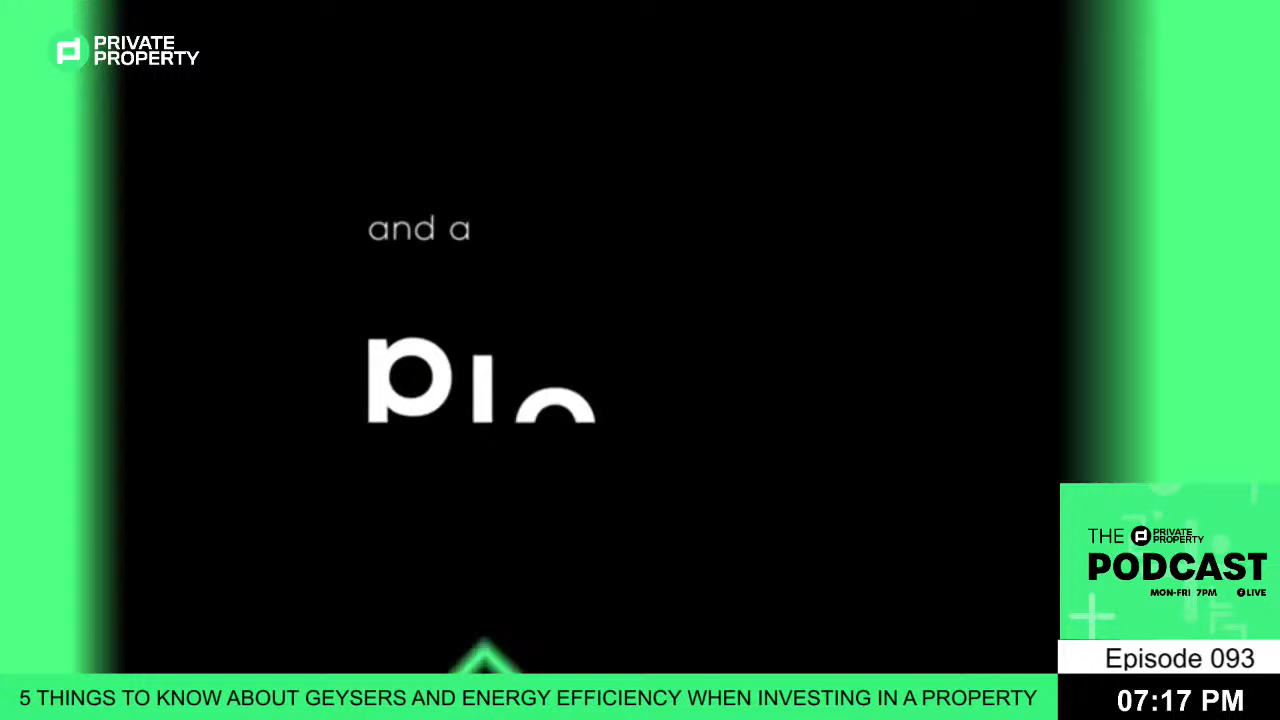 PRIVATE
PROPERTY
and a
THE PRIVATE PROPERTY
PODCAST
MON-FRI 7PM LIVE
Episode 093
5 THINGS TO KNOW ABOUT GEYSERS AND ENERGY EFFICIENCY WHEN INVESTING IN A PROPERTY
07:17 PM